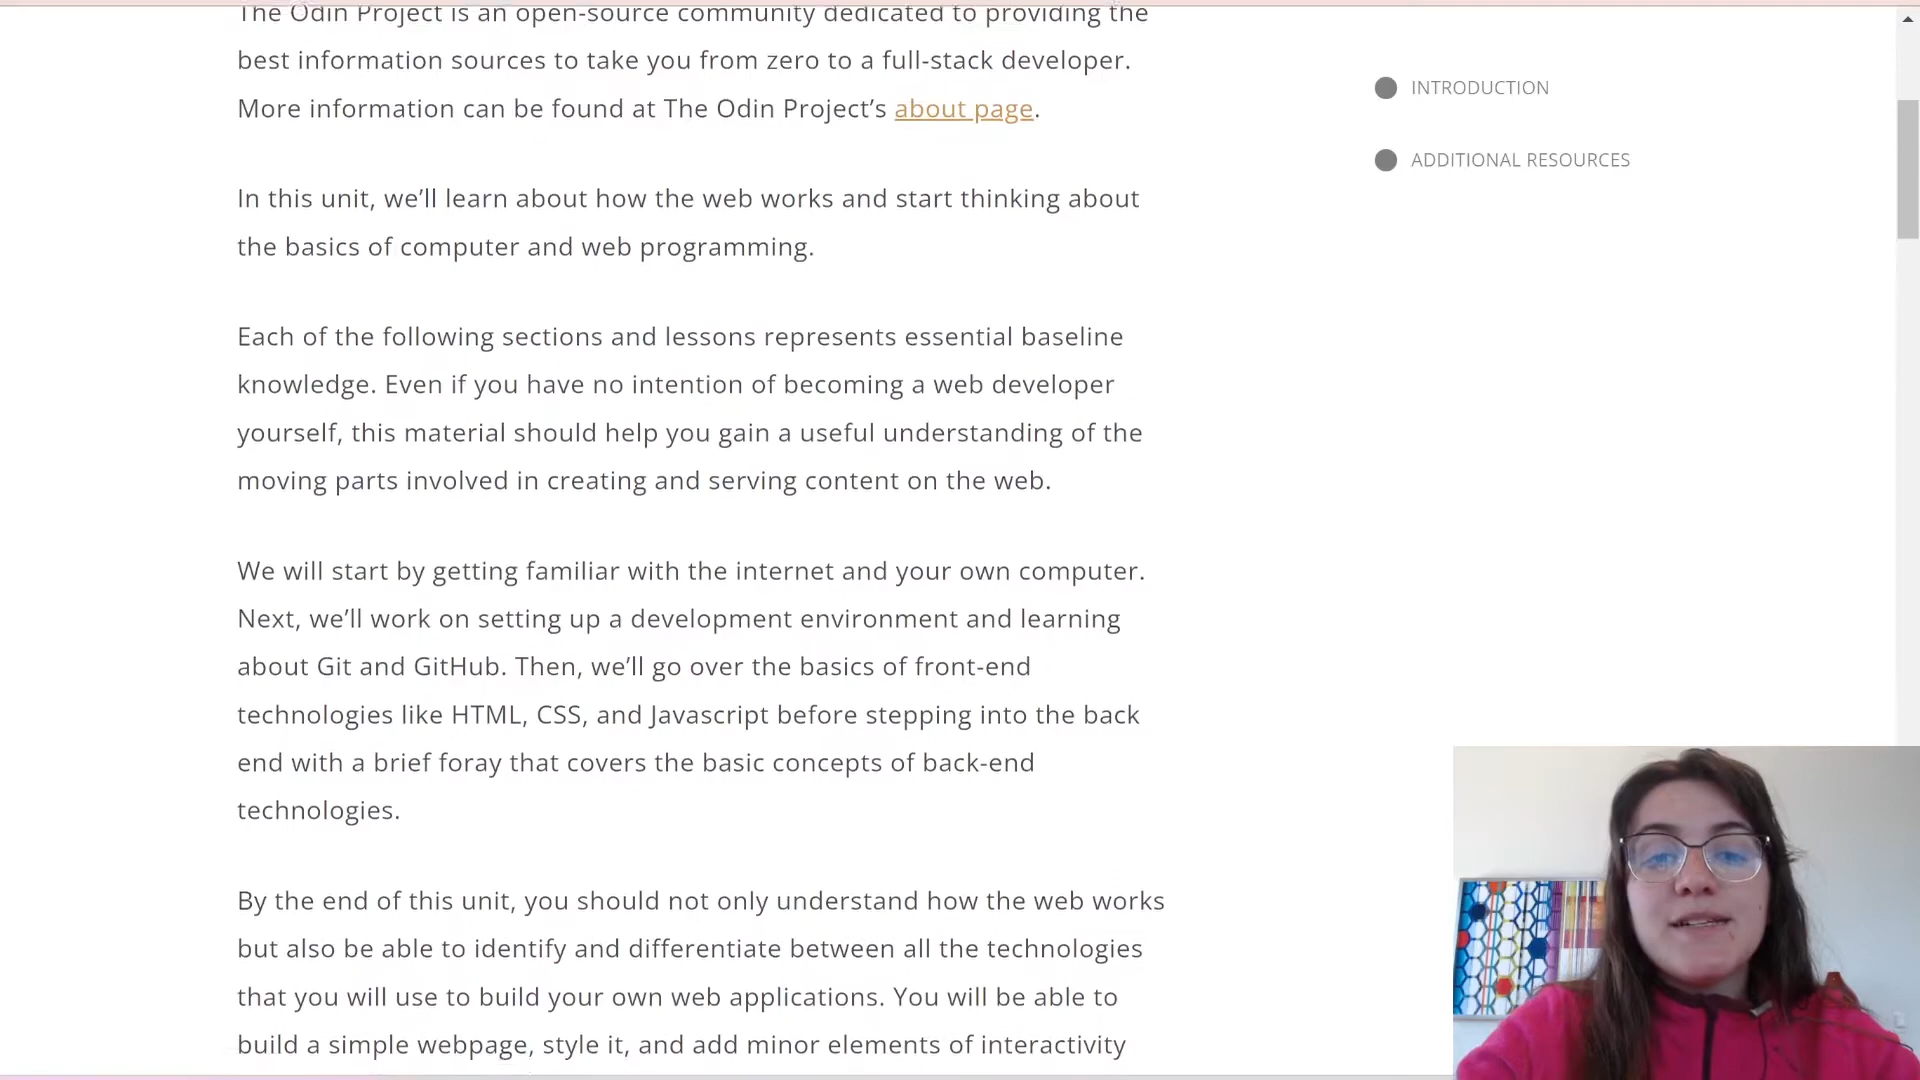 The Odin Project is an open-source community dedicated to providing the
best information sources to take you from zero to a full-stack developer.
More information can be found at The Odin Project’s about page.
In this unit, we’ll learn about how the web works and start thinking about
the basics of computer and web programming.
Each of the following sections and lessons represents essential baseline
knowledge. Even if you have no intention of becoming a web developer
yourself, this material should help you gain a useful understanding of the
moving parts involved in creating and serving content on the web.
We will start by getting familiar with the internet and your own computer.
Next, we’ll work on setting up a development environment and learning
about Git and GitHub. Then, we’ll go over the basics of front-end
technologies like HTML, CSS, and Javascript before stepping into the back
end with a brief foray that covers the basic concepts of back-end
technologies.
By the end of this unit, you should not only understand how the web works
but also be able to identify and differentiate between all the technologies
that you will use to build your own web applications. You will be able to
build a simple webpage, style it, and add minor elements of interactivity
INTRODUCTION
ADDITIONAL RESOURCES